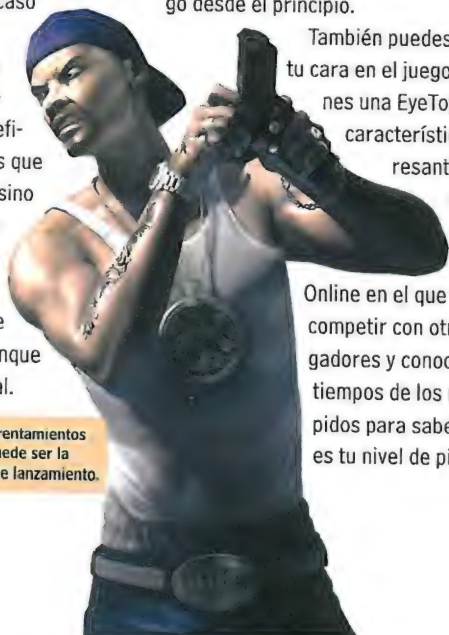 caso
efi-
s que
sino
e
nque
al.
rentamientos
uede ser la
e lanzamiento.
go desde el principio.
También puedes
tu cara en el juego
nes una EyeTo
característic
resant
Online en el que
competir con otr
gadores y conoc
tiempos de los
pidos para sabe
es tu nivel de pi